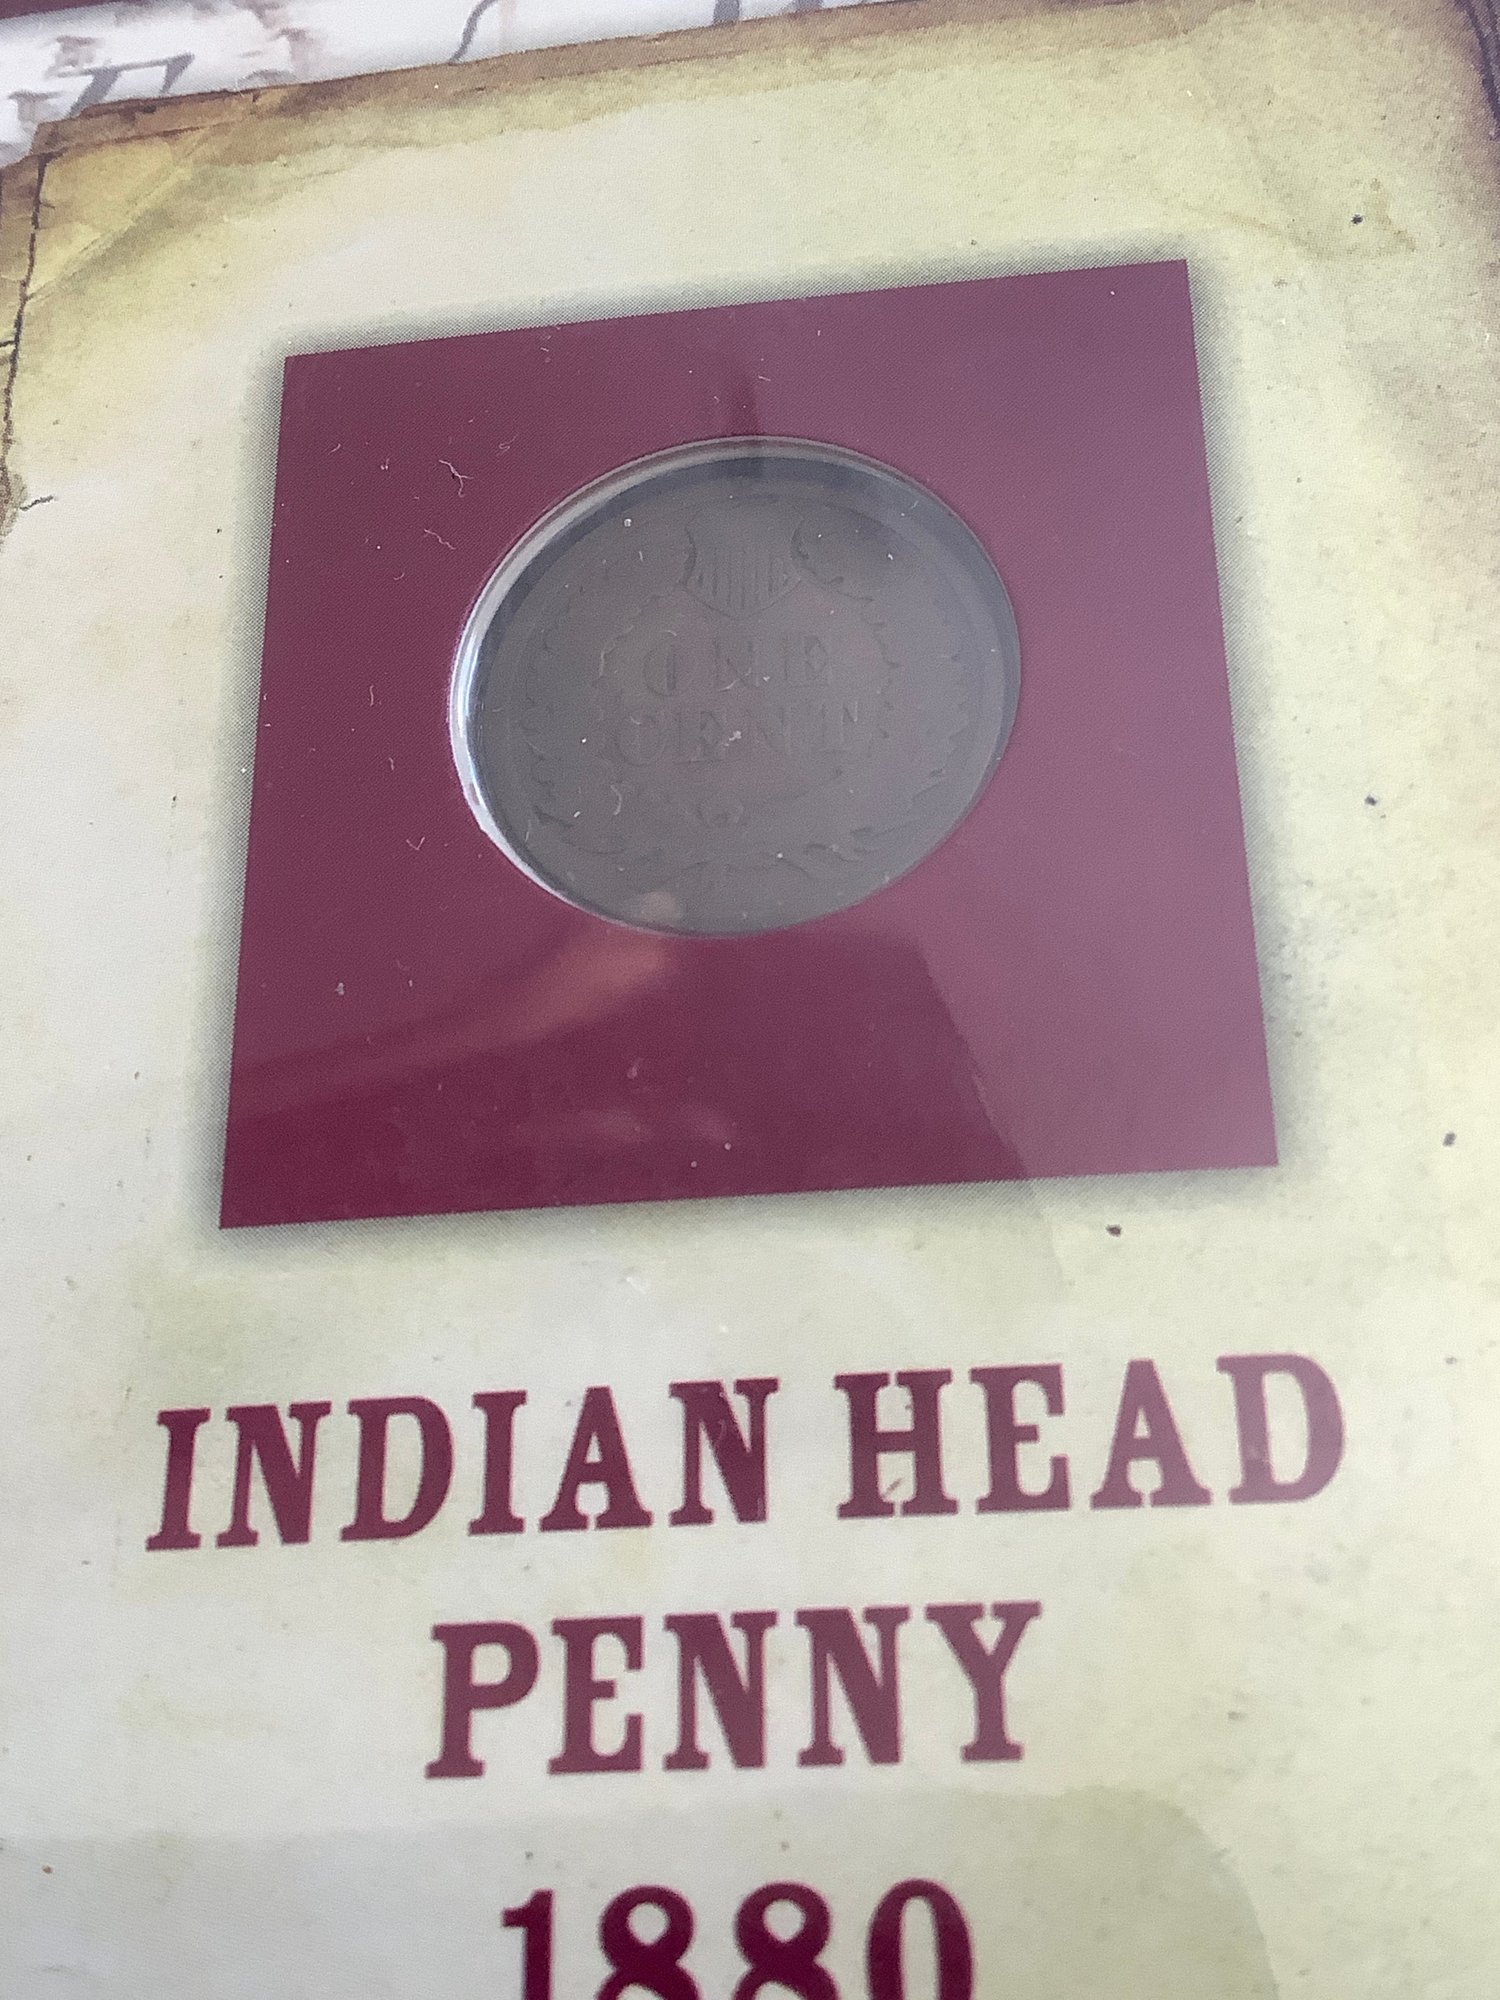 ONE
CENT
INDIAN HEAD
PENNY
1880